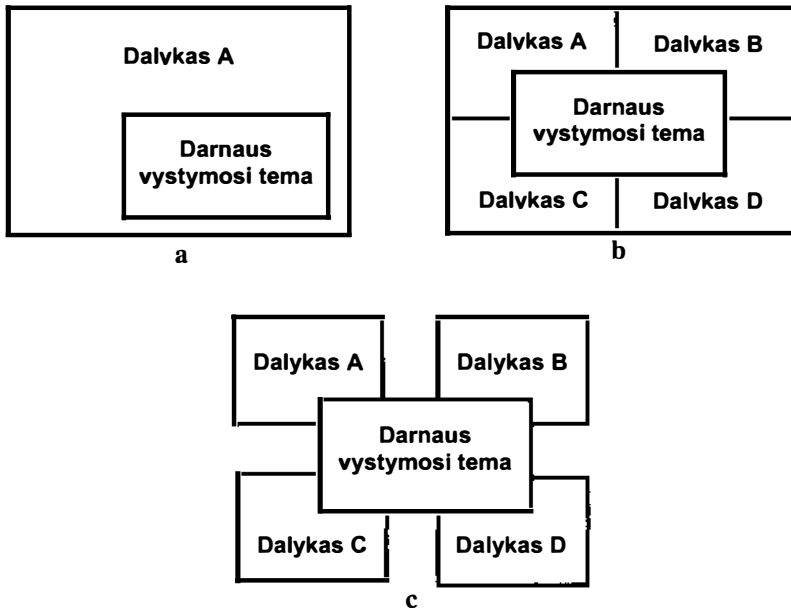 Dalykas A
Darnaus
vystymosi tema
a
Dalykas A
Dalykas B
Darnaus
vystymosi tema
Dalykas C
Dalykas D
b
Dalykas A
Dalykas B
Darnaus
vystymosi tema
Dalykas C
Dalykas D
c